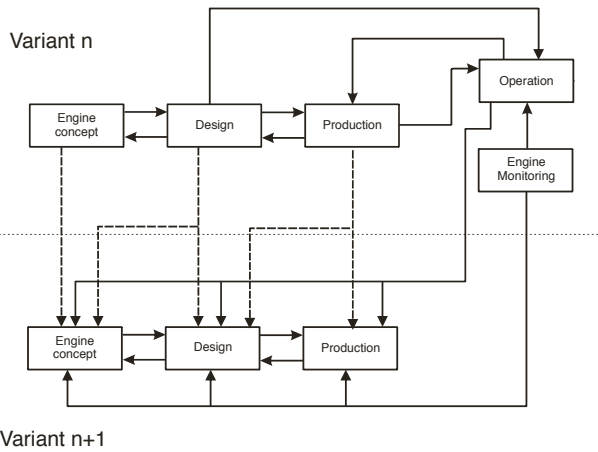 Variant n
Operation
Engine
concept
Design
Production
Engine
Monitoring
Engine
concept
Design
Production
Variant n+1